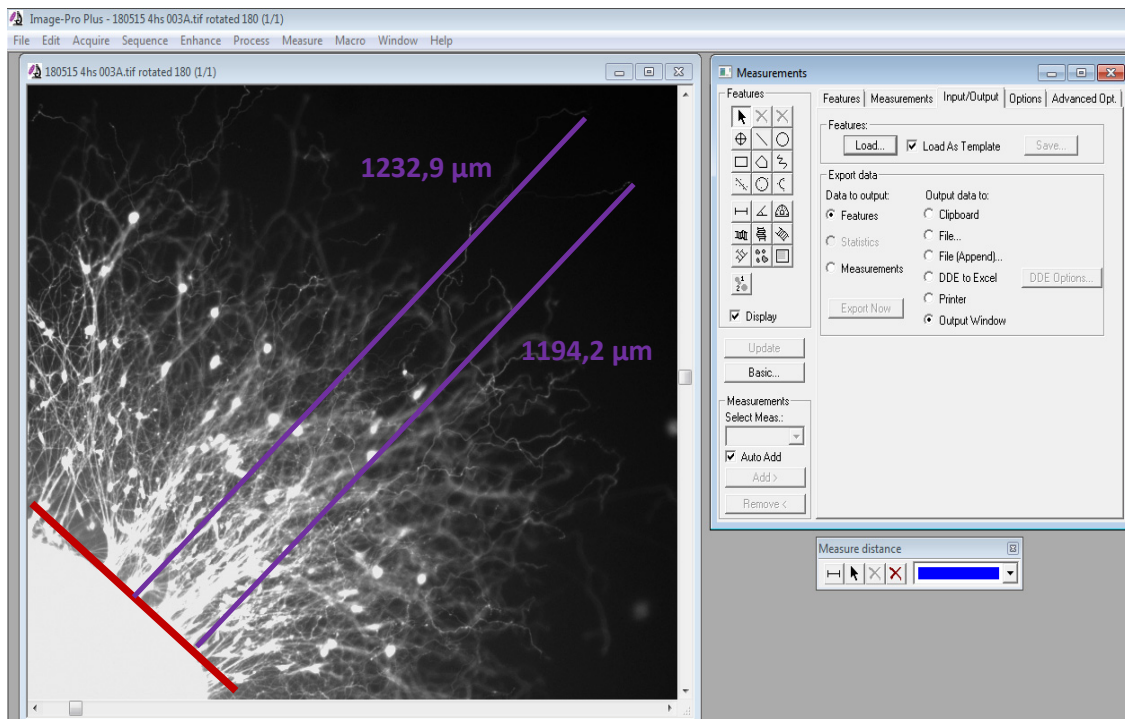 Image-Pro Plus - 180515 4hs 003A.tif rotated 180 (1/1)
File Edit Acquire Sequence Enhance Process Measure Macro Window Help
180515 4hs 003A.tif rotated 180 (1/1)
1232,9 µm
1194,2 µm
Measurements
Features
Display
Update
Basic...
Measurements
Select Meas.:
Auto Add
Add >
Remove <
Features Measurements Input/Output Options Advanced Opt.
Features:
Load... Load As Template Save...
Export data
Data to output: Output data to:
Features Clipboard
Statistics File...
File (Append)...
Measurements DDE to Excel DDE Options...
Printer
Export Now Output Window
Measure distance